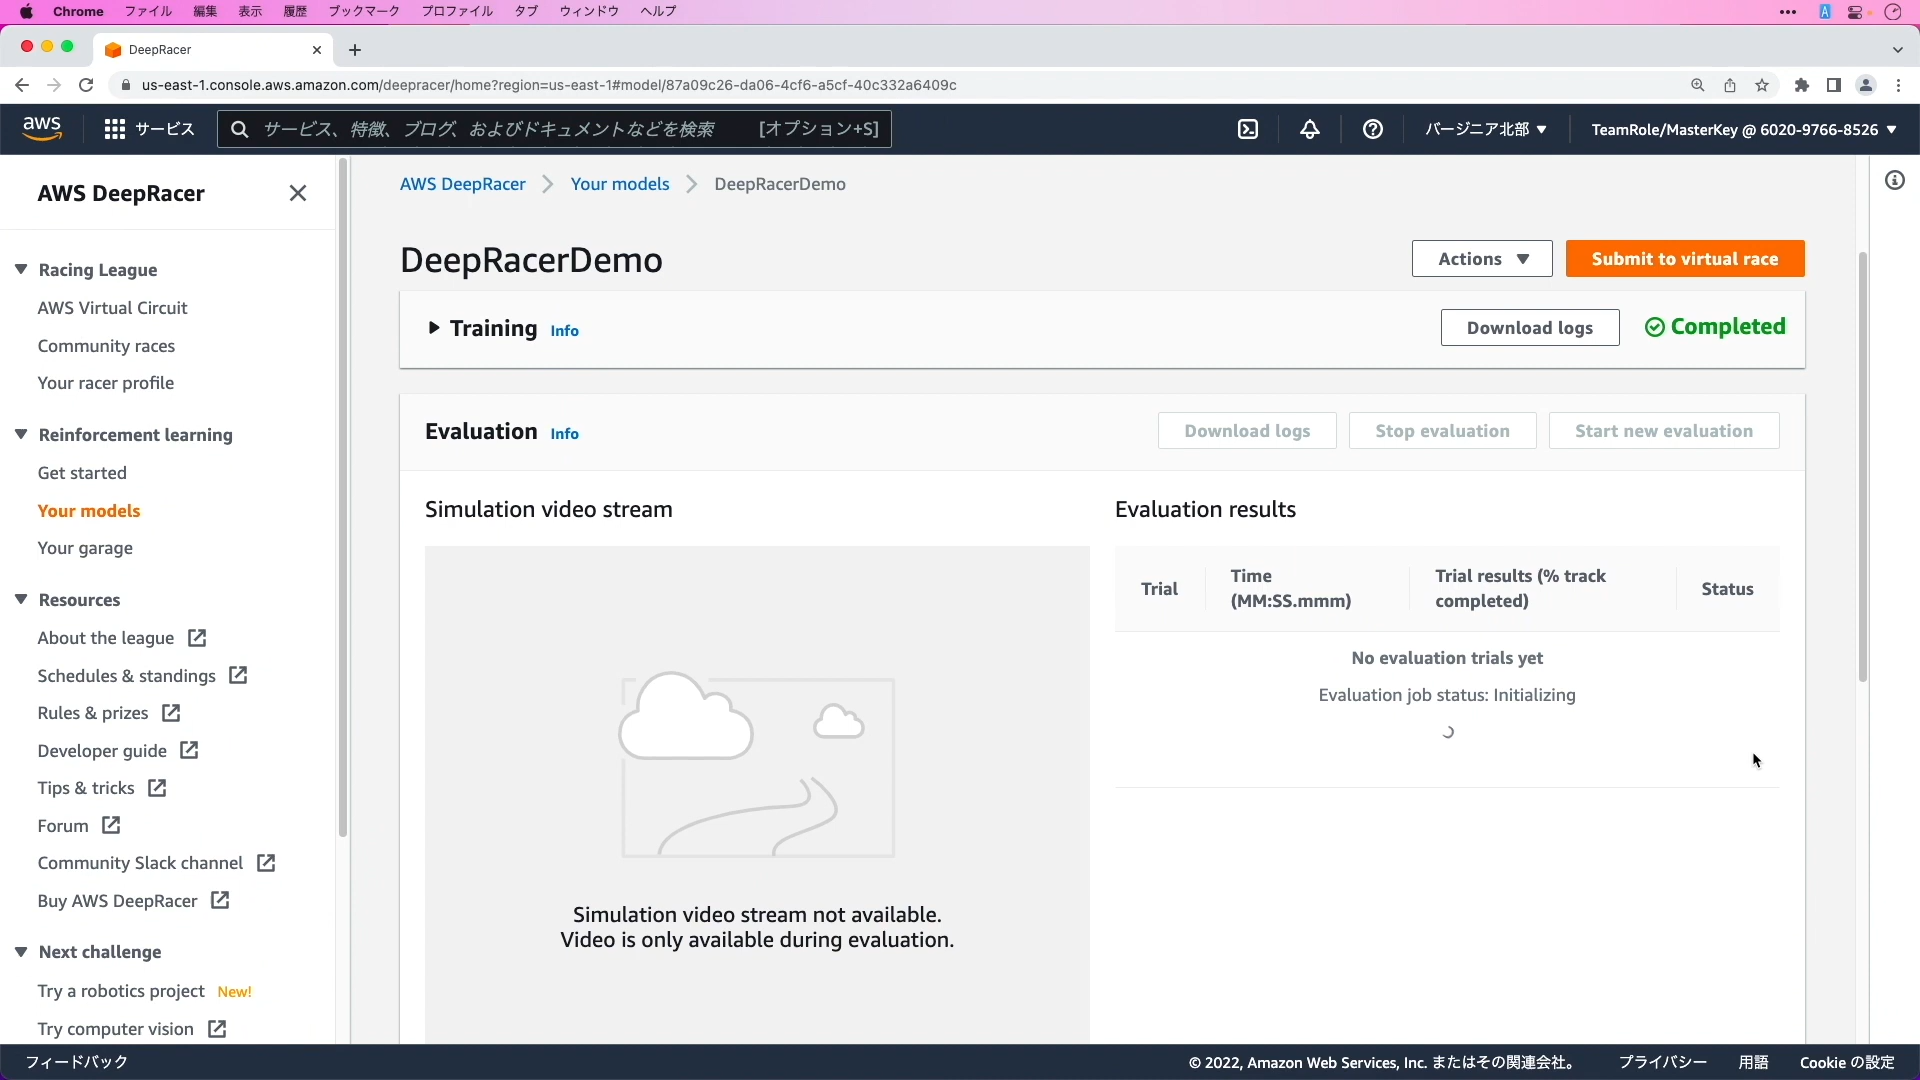 Chrome ファイル 編集 表示 履歴 ブックマーク プロファイル タブ ウィンドウ ヘルプ A
DeepRacer
us-east-1.console.aws.amazon.com/deepracer/home?region=us-east-1#model/87a09c26-da06-4cf6-a5cf-40c332a6409c
aws サービス サービス、特徴、ブログ、およびドキュメントなどを検索 [オプション+S] バージニア北部 TeamRole/MasterKey @ 6020-9766-8526
AWS DeepRacer
Racing League
AWS Virtual Circuit
Community races
Your racer profile
Reinforcement learning
Get started
Your models
Your garage
Resources
About the league
Schedules & standings
Rules & prizes
Developer guide
Tips & tricks
Forum
Community Slack channel
Buy AWS DeepRacer
Next challenge
Try a robotics project New!
Try computer vision
AWS DeepRacer Your models DeepRacerDemo
DeepRacerDemo
Actions
Submit to virtual race
Training Info
Download logs
Completed
Evaluation Info
Download logs
Stop evaluation
Start new evaluation
Simulation video stream
Simulation video stream not available.
Video is only available during evaluation.
Evaluation results
Trial
Time
(MM:SS.mmm)
Trial results (% track
completed)
Status
No evaluation trials yet
Evaluation job status: Initializing
フィードバック © 2022, Amazon Web Services, Inc. またはその関連会社。 プライバシー 用語 Cookie の設定